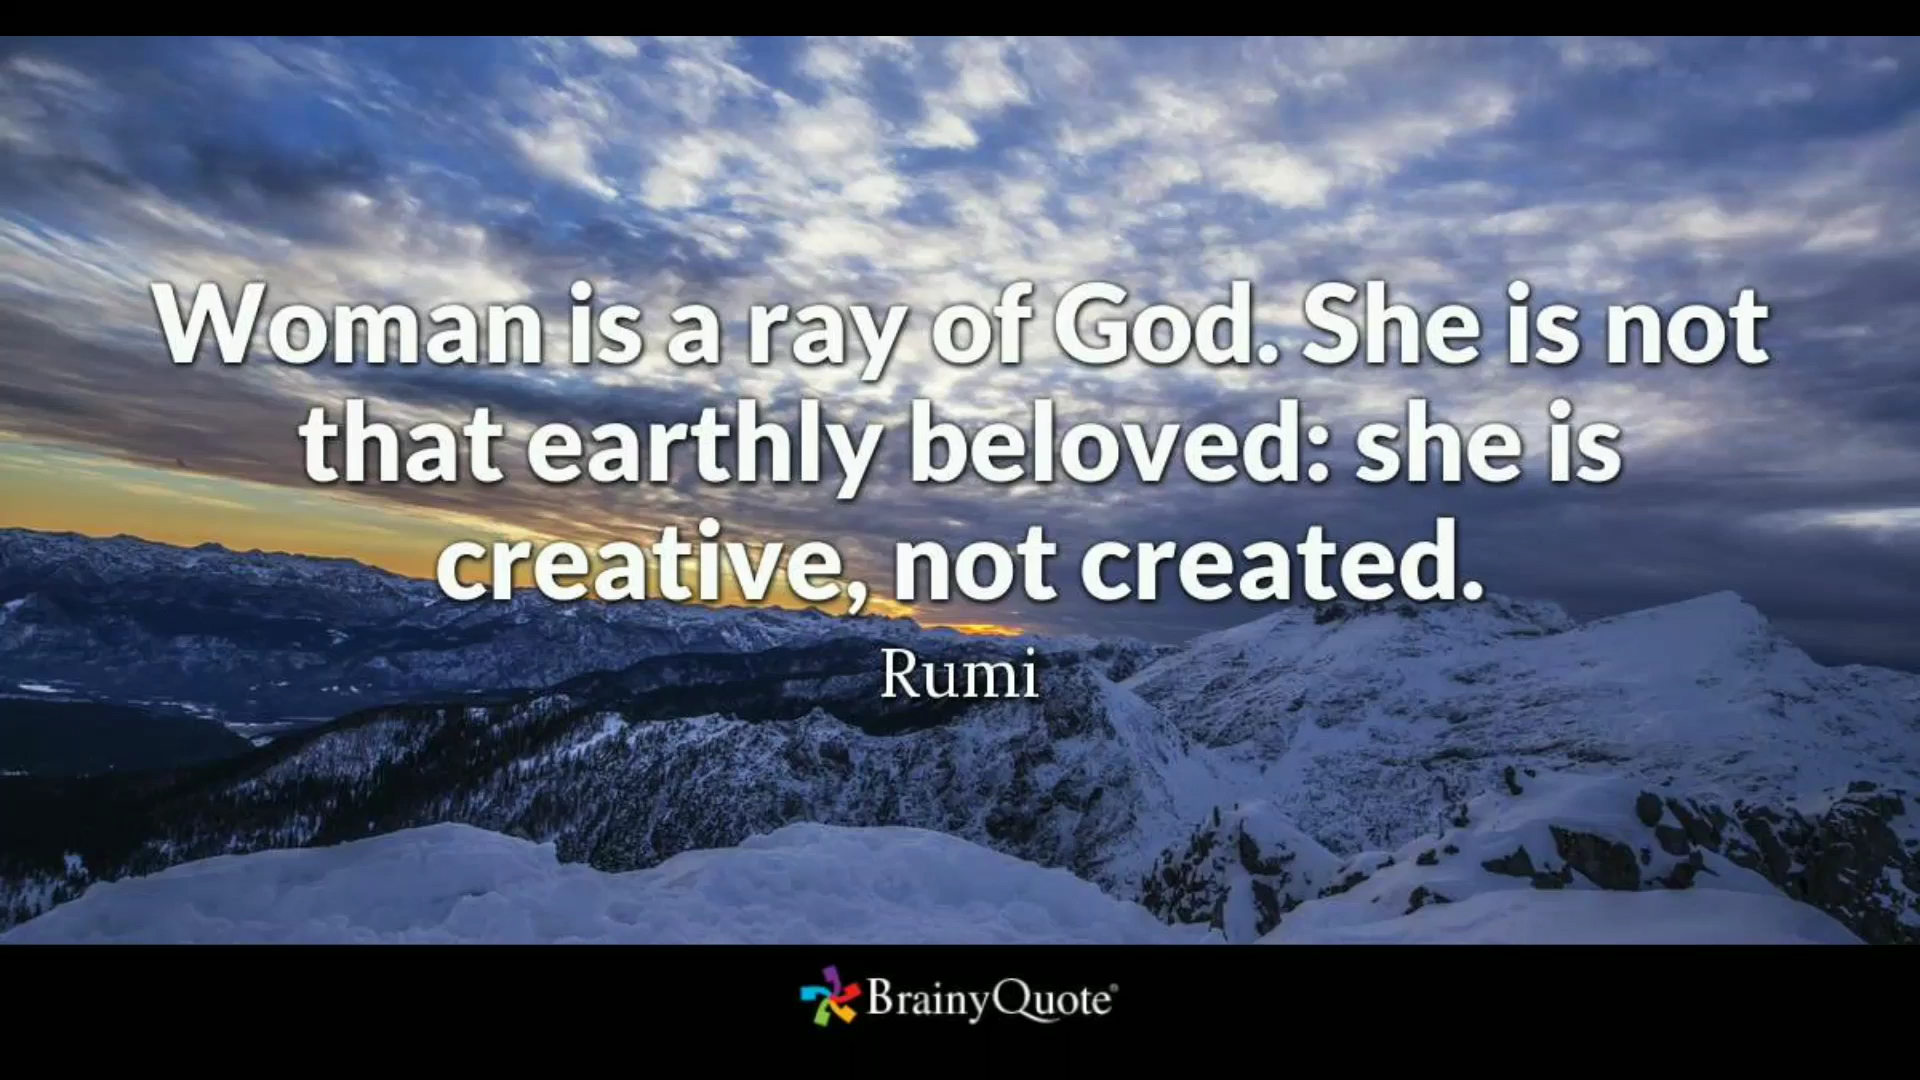 Woman is a ray of God. She is not
that earthly beloved: she is
creative, not created.
Rumi
BrainyQuote®